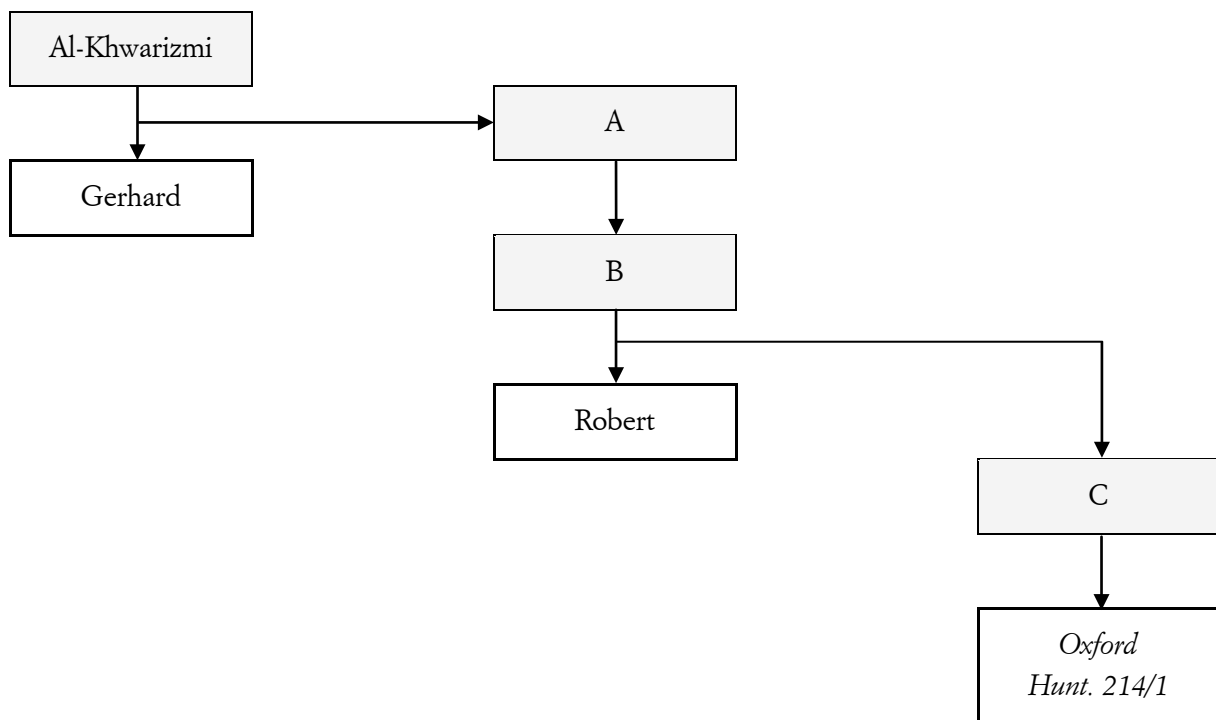 Al-Khwarizmi
A
Gerhard
B
Robert
C
Oxford
Hunt. 214/1